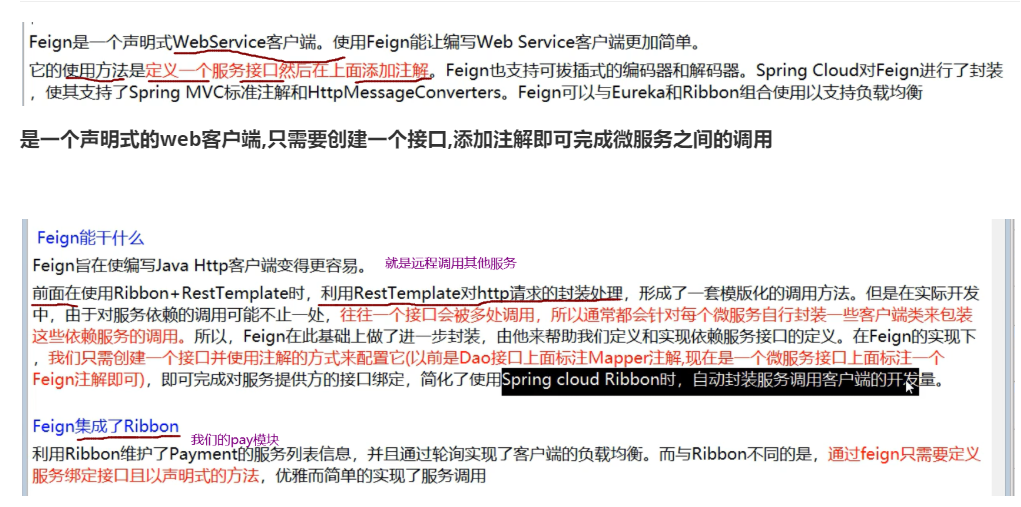 Feign是一个声明式WebService客户端。使用Feign能让编写Web Service客户端更加简单。
它的使用方法是定义一个服务接口然后在上面添加注解。Feign也支持可拔插式的编码器和解码器。Spring Cloud对Feign进行了封装
，使其支持了Spring MVC标准注解和HttpMessageConverters。Feign可以与Eureka和Ribbon组合使用以支持负载均衡
是一个声明式的web客户端,只需要创建一个接口,添加注解即可完成微服务之间的调用
Feign能干什么
Feign旨在使编写Java Http客户端变得更容易。 就是远程调用其他服务
前面在使用Ribbon+RestTemplate时，利用RestTemplate对http请求的封装处理，形成了一套模版化的调用方法。但是在实际开发
中，由于对服务依赖的调用可能不止一处，往往一个接口会被多处调用，所以通常都会针对每个微服务自行封装一些客户端类来包装
这些依赖服务的调用。所以，Feign在此基础上做了进一步封装，由他来帮助我们定义和实现依赖服务接口的定义。在Feign的实现下
，我们只需创建一个接口并使用注解的方式来配置它(以前是Dao接口上面标注Mapper注解,现在是一个微服务接口上面标注一个
Feign注解即可)，即可完成对服务提供方的接口绑定，简化了使用Spring cloud Ribbon时，自动封装服务调用客户端的开发量。
Feign集成了Ribbon
我们的pay模块
利用Ribbon维护了Payment的服务列表信息，并且通过轮询实现了客户端的负载均衡。而与Ribbon不同的是，通过feign只需要定义
服务绑定接口且以声明式的方法，优雅而简单的实现了服务调用